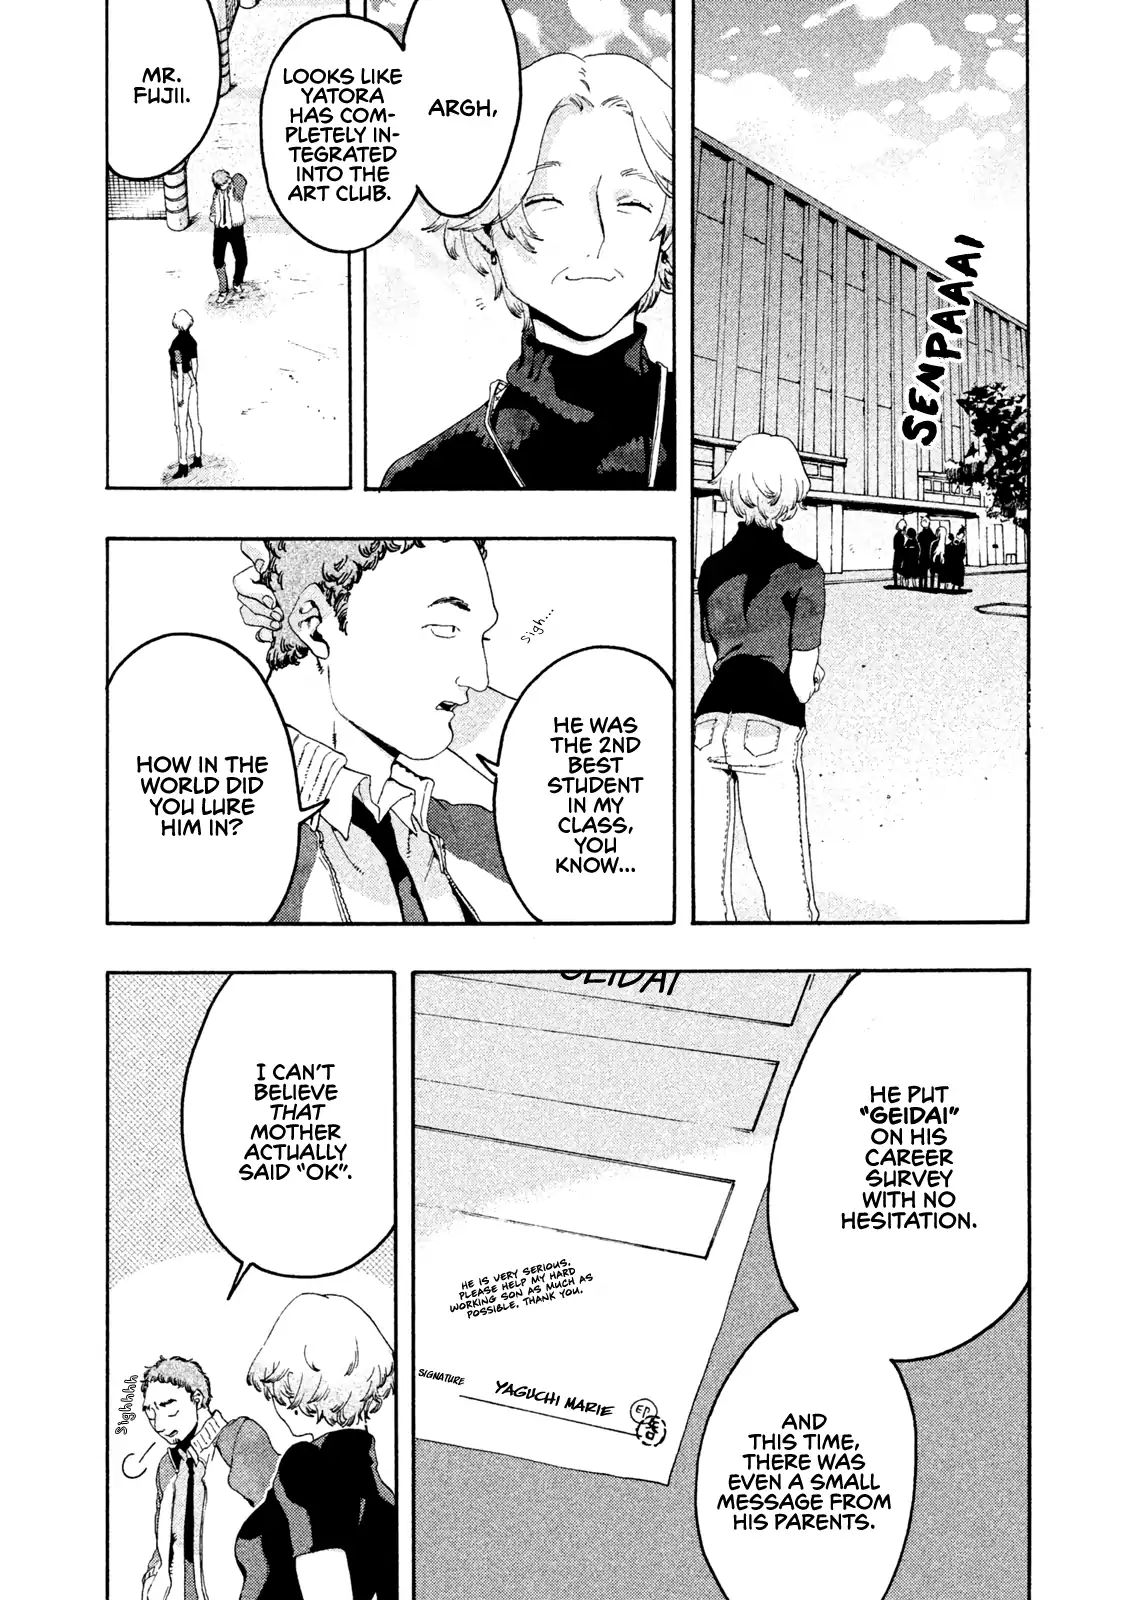 SENPAAAI
ARGH,
LOOKS LIKE
YATORA
HAS COM-
PLETELY IN-
TEGRATED
INTO THE
ART CLUB.
MR.
FUJII.
Sigh...
HE WAS
THE 2ND
BEST
STUDENT
IN MY
CLASS,
YOU
KNOW...
HOW IN THE
WORLD DID
YOU LURE
HIM IN?
HE PUT
"GEIDAI"
ON HIS
CAREER
SURVEY
WITH NO
HESITATION.
GEIDAI
HE IS VERY SERIOUS.
PLEASE HELP MY HARD
WORKING SON AS MUCH AS
POSSIBLE. THANK YOU.
SIGNATURE
YAGUCHI MARIE
AND
THIS TIME,
THERE WAS
EVEN A SMALL
MESSAGE FROM
HIS PARENTS.
I CAN'T
BELIEVE
THAT
MOTHER
ACTUALLY
SAID "OK".
Sighhhhh